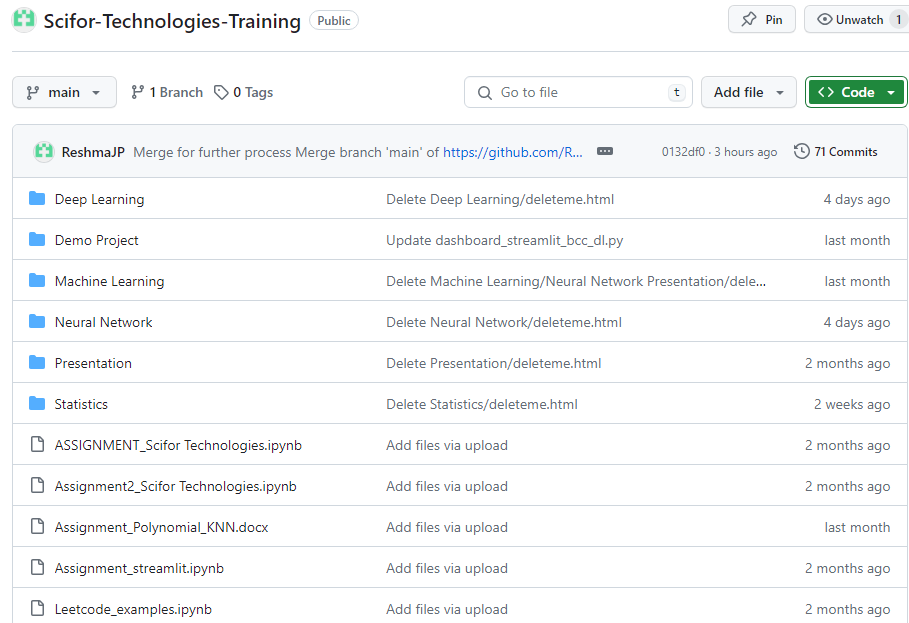 Scifor-Technologies-Training Public Pin Unwatch 1
main 1 Branch 0 Tags Go to file t Add file Code
ReshmaJP Merge for further process Merge branch 'main' of https://github.com/R... 0132df0 · 3 hours ago 71 Commits
Deep Learning Delete Deep Learning/deleteme.html 4 days ago
Demo Project Update dashboard_streamlit_bcc_dl.py last month
Machine Learning Delete Machine Learning/Neural Network Presentation/dele... last month
Neural Network Delete Neural Network/deleteme.html 4 days ago
Presentation Delete Presentation/deleteme.html 2 months ago
Statistics Delete Statistics/deleteme.html 2 weeks ago
ASSIGNMENT_Scifor Technologies.ipynb Add files via upload 2 months ago
Assignment2_Scifor Technologies.ipynb Add files via upload 2 months ago
Assignment_Polynomial_KNN.docx Add files via upload last month
Assignment_streamlit.ipynb Add files via upload 2 months ago
Leetcode_examples.ipynb Add files via upload 2 months ago